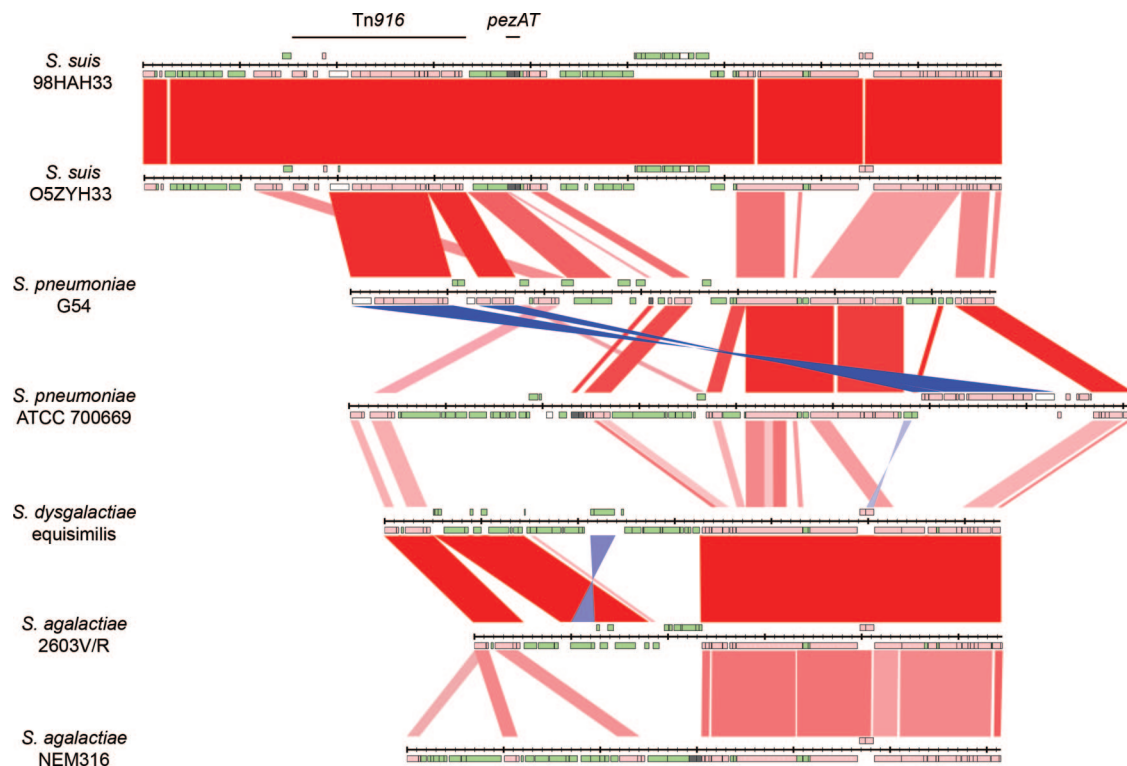 Tn916 pezAT
S. suis
98HAH33
S. suis
O5ZYH33
S. pneumoniae
G54
S. pneumoniae
ATCC 700669
S. dysgalactiae
equisimilis
S. agalactiae
2603V/R
S. agalactiae
NEM316